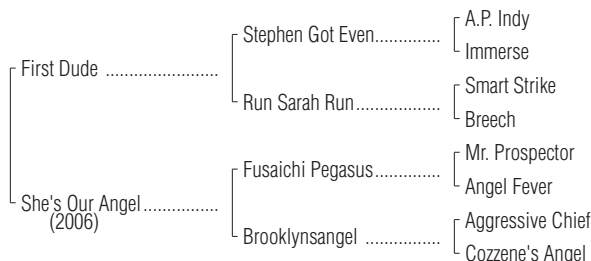 A.P. Indy
Stephen Got Even...............
Immerse
First Dude ..........................
Smart Strike
Run Sarah Run...................
Breech
Mr. Prospector
Fusaichi Pegasus...............
Angel Fever
She's Our Angel.................
(2006)
Aggressive Chief
Brooklynsangel .................
Cozzene's Angel